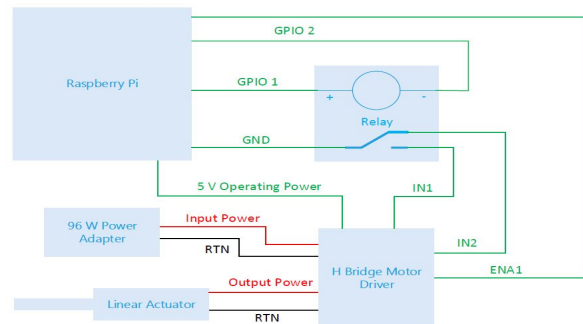 GPIO 2
Raspberry Pi
GPIO 1
+
-
Relay
GND
5 V Operating Power
IN1
96 W Power
Adapter
Input Power
RTN
IN2
H Bridge Motor
Driver
ENA1
Output Power
Linear Actuator
RTN